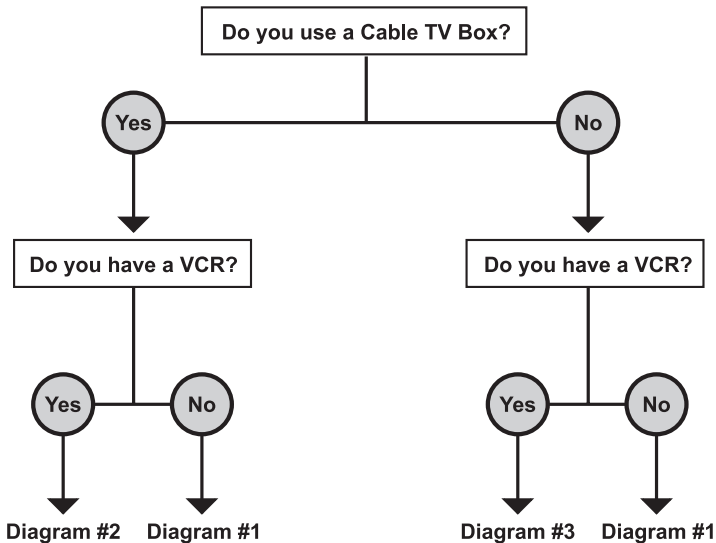 Do you use a Cable TV Box?
Yes
No
Do you have a VCR?
Do you have a VCR?
Yes
No
Yes
No
Diagram #2
Diagram #1
Diagram #3
Diagram #1